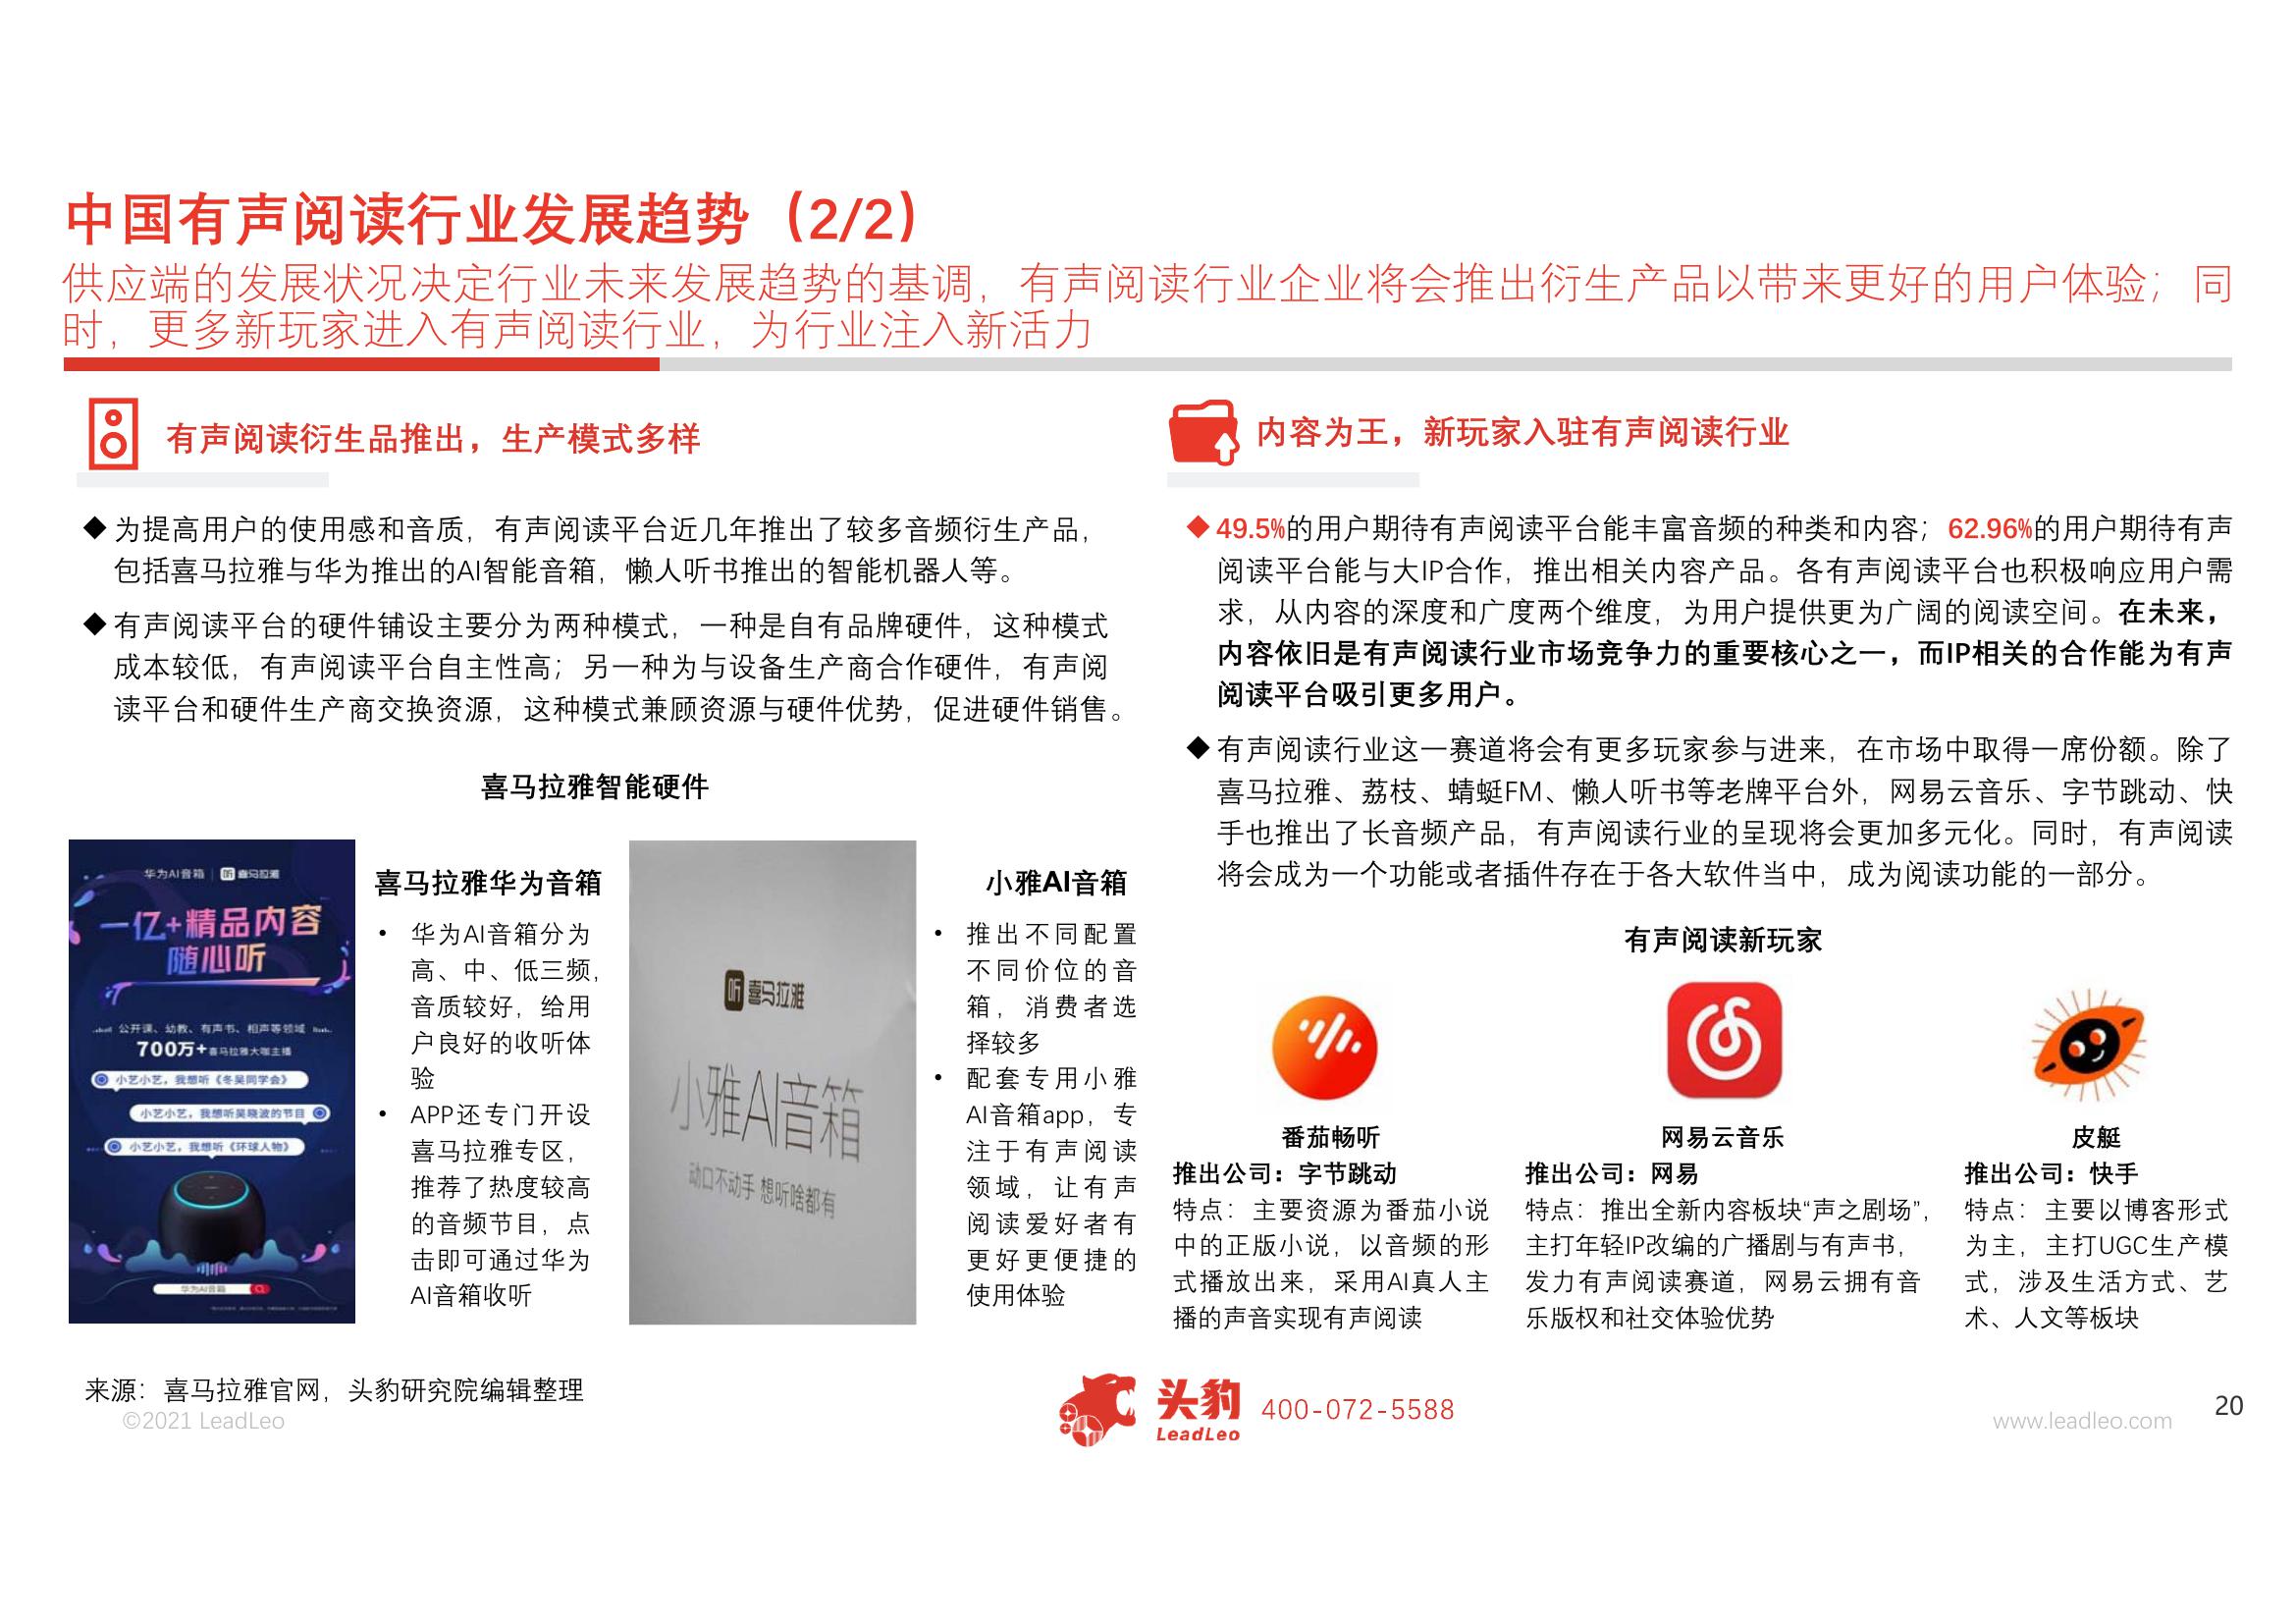 中国有声阅读行业发展趋势（2/2）
供应端的发展状况决定行业未来发展趋势的基调，有声阅读行业企业将会推出衍生产品以带来更好的用户体验；同
时，更多新玩家进入有声阅读行业，为行业注入新活力
有声阅读衍生品推出，生产模式多样
◆为提高用户的使用感和音质，有声阅读平台近几年推出了较多音频衍生产品，
包括喜马拉雅与华为推出的AI智能音箱，懒人听书推出的智能机器人等。
◆有声阅读平台的硬件铺设主要分为两种模式，一种是自有品牌硬件，这种模式
成本较低，有声阅读平台自主性高；另一种为与设备生产商合作硬件，有声阅
读平台和硬件生产商交换资源，这种模式兼顾资源与硬件优势，促进硬件销售。
喜马拉雅智能硬件
华为AI音箱 | 听 喜马拉雅
一亿+精品内容
随心听
公开课、幼教、有声书、相声等领域
700万+喜马拉雅大咖主播
小艺小艺，我想听《冬吴同学会》
小艺小艺，我想听吴晓波的节目
小艺小艺，我想听《环球人物》
华为AI音箱
喜马拉雅华为音箱
• 华为AI音箱分为
高、中、低三频，
音质较好，给用
户良好的收听体
验
• APP还专门开设
喜马拉雅专区，
推荐了热度较高
的音频节目，点
击即可通过华为
AI音箱收听
听 喜马拉雅
小雅AI音箱
动口不动手 想听啥都有
小雅AI音箱
• 推出不同配置
不同价位的音
箱，消费者选
择较多
• 配套专用小雅
AI音箱app，专
注于有声阅读
领域，让有声
阅读爱好者有
更好更便捷的
使用体验
内容为王，新玩家入驻有声阅读行业
◆49.5%的用户期待有声阅读平台能丰富音频的种类和内容；62.96%的用户期待有声
阅读平台能与大IP合作，推出相关内容产品。各有声阅读平台也积极响应用户需
求，从内容的深度和广度两个维度，为用户提供更为广阔的阅读空间。在未来，
内容依旧是有声阅读行业市场竞争力的重要核心之一，而IP相关的合作能为有声
阅读平台吸引更多用户。
◆有声阅读行业这一赛道将会有更多玩家参与进来，在市场中取得一席份额。除了
喜马拉雅、荔枝、蜻蜓FM、懒人听书等老牌平台外，网易云音乐、字节跳动、快
手也推出了长音频产品，有声阅读行业的呈现将会更加多元化。同时，有声阅读
将会成为一个功能或者插件存在于各大软件当中，成为阅读功能的一部分。
有声阅读新玩家
番茄畅听
推出公司：字节跳动
特点：主要资源为番茄小说
中的正版小说，以音频的形
式播放出来，采用AI真人主
播的声音实现有声阅读
网易云音乐
推出公司：网易
特点：推出全新内容板块“声之剧场”，
主打年轻IP改编的广播剧与有声书，
发力有声阅读赛道，网易云拥有音
乐版权和社交体验优势
皮艇
推出公司：快手
特点：主要以博客形式
为主，主打UGC生产模
式，涉及生活方式、艺
术、人文等板块
来源：喜马拉雅官网，头豹研究院编辑整理
©2021 LeadLeo
头豹
LeadLeo
400-072-5588
www.leadleo.com
20